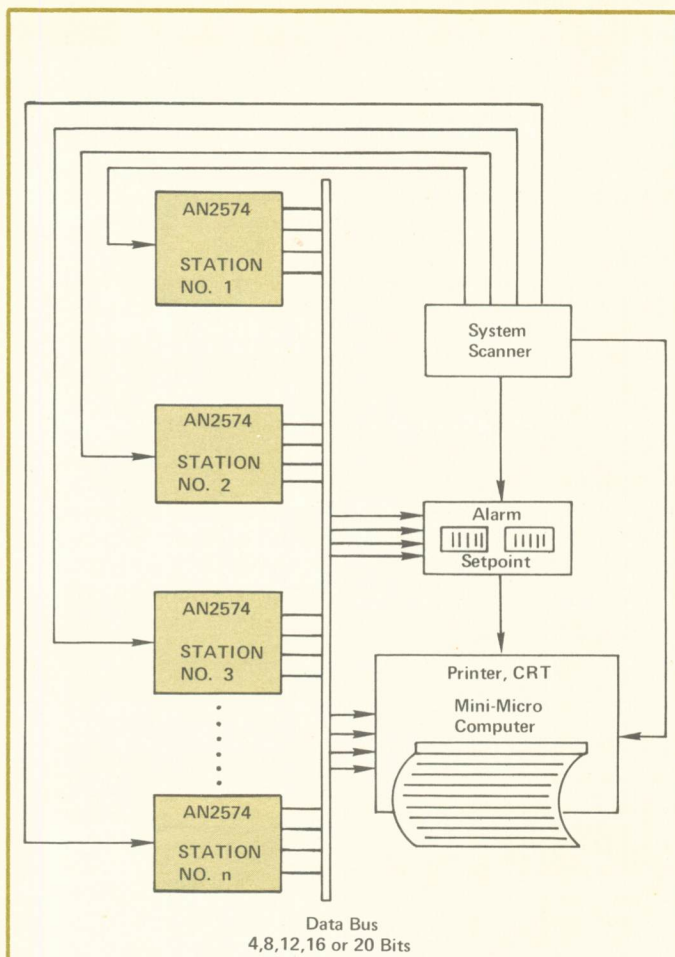 AN2574
STATION
NO. 1
System
Scanner
AN2574
STATION
NO. 2
Alarm
Setpoint
AN2574
STATION
NO. 3
Printer, CRT
Mini-Micro
Computer
AN2574
STATION
NO. n
Data Bus
4,8,12,16 or 20 Bits